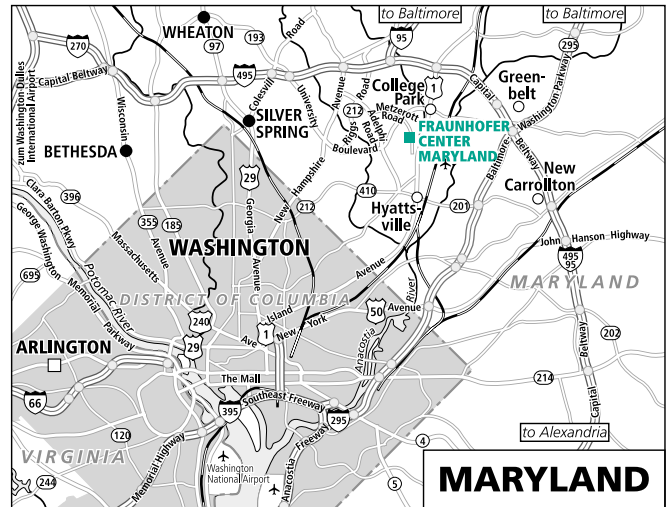 to Baltimore
to Baltimore
WHEATON
97
193
Road
95
295
270
Capital Beltway
495
Colesville
University
Avenue
Road
212
College
Park
1
Capital
Green-
belt
Washington Parkway
zum Washington-Dulles
International Airport
Wisconsin
SILVER
SPRING
Riggs
Adelphi
Road
Metzerott
Road
Boulevard
FRAUNHOFER
CENTER
MARYLAND
BETHESDA
Baltimore
Beltway
New
Carrollton
Clara Barton Pkwy
George Washington
Memorial
Parkway
396
29
Georgia
Avenue
New Hampshire
212
410
Hyatts-
ville
201
John Hanson Highway
495
95
355
185
Massachusetts
Avenue
WASHINGTON
Avenue
MARYLAND
695
Potomac River
DISTRICT OF COLUMBIA
240
29
Island
Ave
1
New York
50
Avenue
Anacostia
River
202
Beltway
ARLINGTON
The Mall
214
66
Southeast Freeway
395
295
Capital
120
Memorial Highway
Anacostia
Freeway
4
to Alexandria
VIRGINIA
Washington
National Airport
244
5
MARYLAND